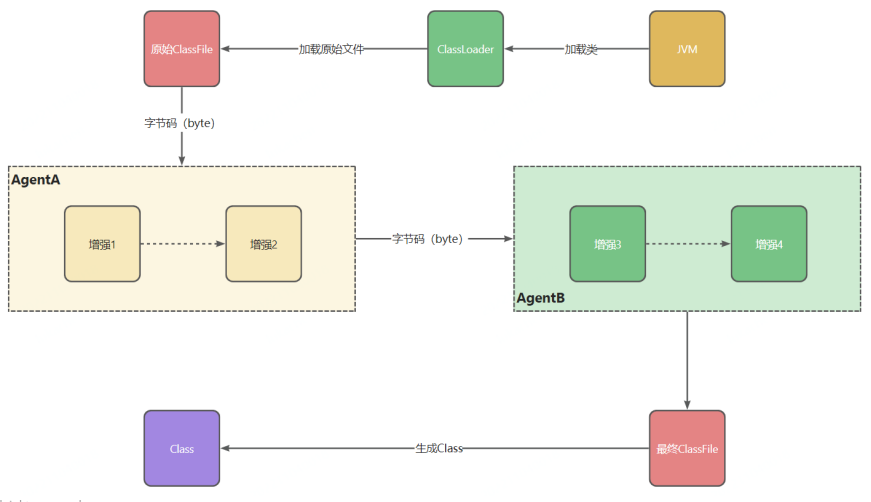 原始ClassFile
加载原始文件
ClassLoader
加载类
JVM
字节码（byte）
AgentA
增强1
增强2
字节码（byte）
增强3
增强4
AgentB
Class
生成Class
最终ClassFile